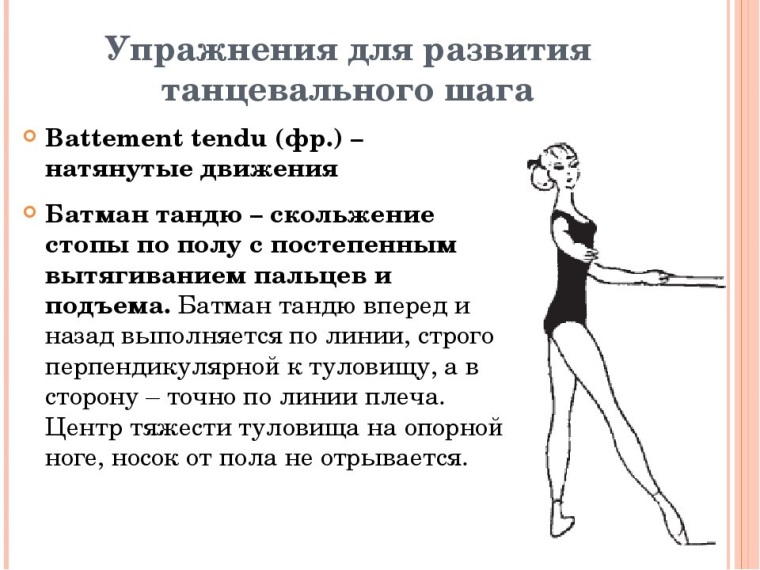 Упражнения для развития
танцевального шага
Battement tendu (фр.) –
натянутые движения
Батман тандю – скольжение
стопы по полу с постепенным
вытягиванием пальцев и
подъема. Батман тандю вперед и
назад выполняется по линии, строго
перпендикулярной к туловищу, а в
сторону – точно по линии плеча.
Центр тяжести туловища на опорной
ноге, носок от пола не отрывается.